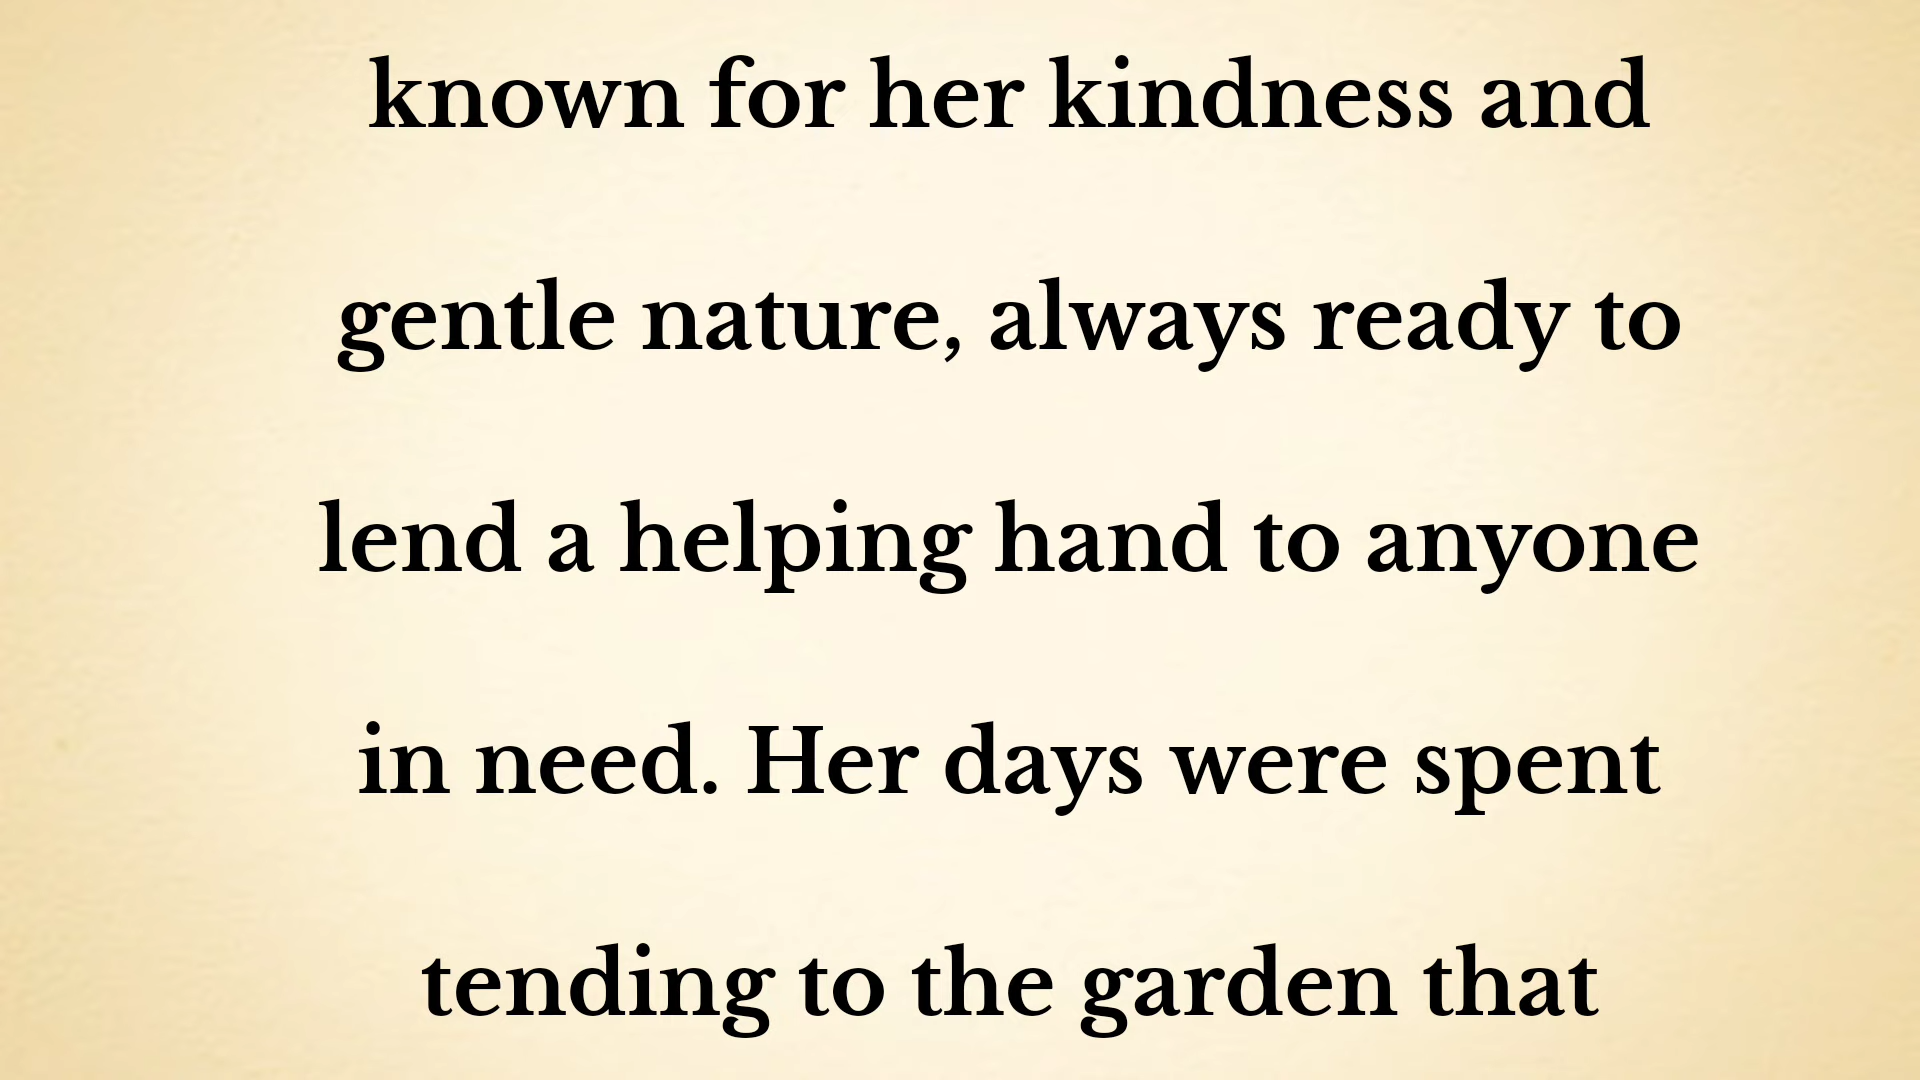 known for her kindness and
gentle nature, always ready to
lend a helping hand to anyone
in need. Her days were spent
tending to the garden that